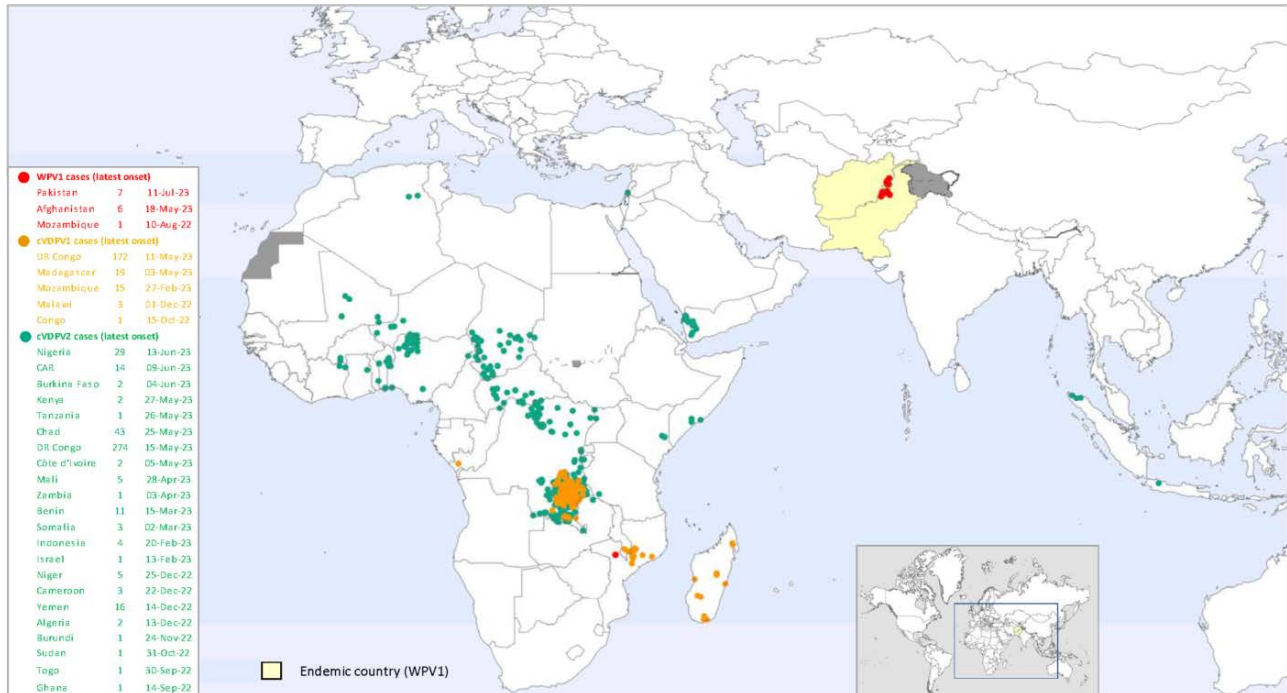 WPV1 cases (latest onset)
Pakistan 7 11-Jul-23
Afghanistan 6 18-May-23
Mozambique 1 10-Aug-22
cVDPV1 cases (latest onset)
DR Congo 172 11-May-23
Madagascar 19 03-May-23
Mozambique 15 27-Feb-23
Malawi 3 01-Dec-22
Congo 1 15-Oct-22
cVDPV2 cases (latest onset)
Nigeria 29 13-Jun-23
CAR 14 09-Jun-23
Burkina Faso 2 04-Jun-23
Kenya 2 27-May-23
Tanzania 1 26-May-23
Chad 43 25-May-23
DR Congo 274 15-May-23
Côte d'Ivoire 2 05-May-23
Mali 5 28-Apr-23
Zambia 1 03-Apr-23
Benin 11 15-Mar-23
Somalia 3 02-Mar-23
Indonesia 4 20-Feb-23
Israel 1 13-Feb-23
Niger 5 25-Dec-22
Cameroon 3 22-Dec-22
Yemen 16 14-Dec-22
Algeria 2 13-Dec-22
Burundi 1 24-Nov-22
Sudan 1 31-Oct-22
Togo 1 30-Sep-22
Ghana 1 14-Sep-22
Endemic country (WPV1)